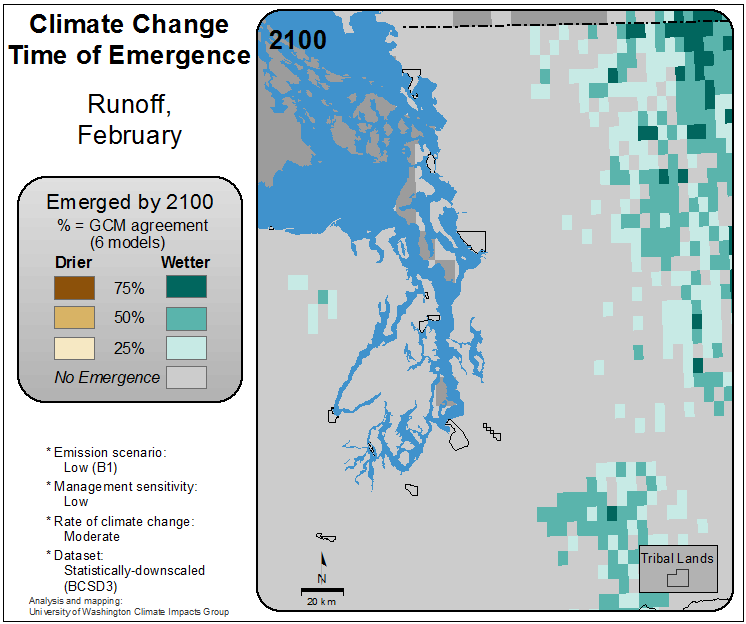 Climate Change
Time of Emergence
Runoff,
February
Emerged by 2100
% = GCM agreement
(6 models)
Drier Wetter
75%
50%
25%
No Emergence
* Emission scenario:
Low (B1)
* Management sensitivity:
Low
* Rate of climate change:
Moderate
* Dataset:
Statistically-downscaled
(BCSD3)
Analysis and mapping:
University of Washington Climate Impacts Group
2100
N
20 km
Tribal Lands